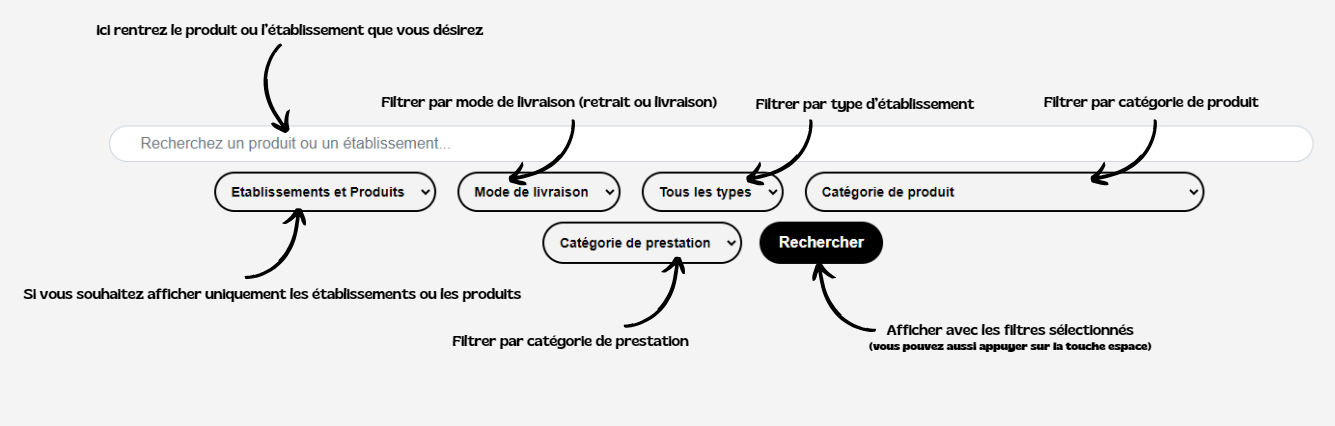 Ici rentrez le produit ou l'établissement que vous désirez
Filtrer par mode de livraison (retrait ou livraison)
Filtrer par type d'établissement
Filtrer par catégorie de produit
Recherchez un produit ou un établissement...
Etablissements et Produits
Mode de livraison
Tous les types
Catégorie de produit
Catégorie de prestation
Rechercher
Si vous souhaitez afficher uniquement les établissements ou les produits
Filtrer par catégorie de prestation
Afficher avec les filtres sélectionnés
(vous pouvez aussi appuyer sur la touche espace)